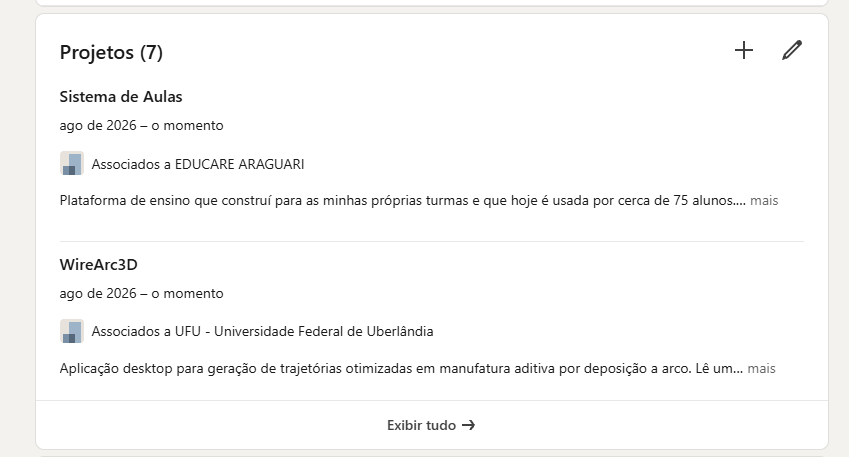 Projetos (7)
Sistema de Aulas
ago de 2026 – o momento
Associados a EDUCARE ARAGUARI
Plataforma de ensino que construí para as minhas próprias turmas e que hoje é usada por cerca de 75 alunos.... mais
WireArc3D
ago de 2026 – o momento
Associados a UFU - Universidade Federal de Uberlândia
Aplicação desktop para geração de trajetórias otimizadas em manufatura aditiva por deposição a arco. Lê um... mais
Exibir tudo →